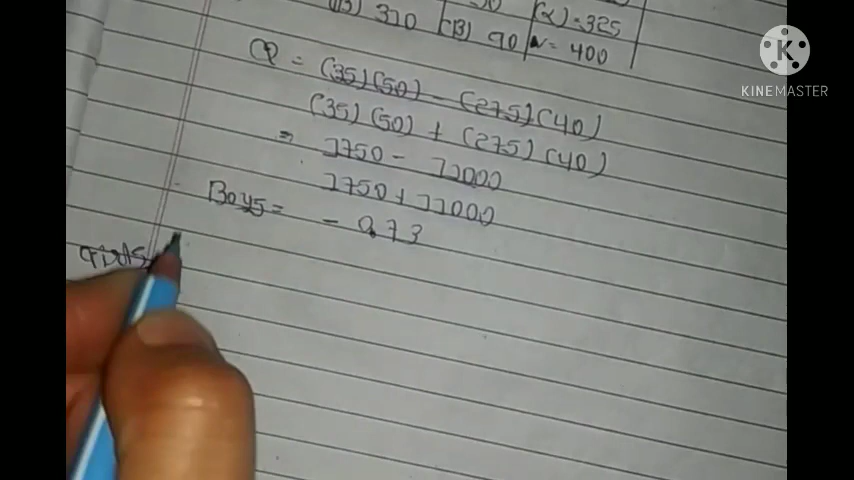 (B) 310 | (B) 90 | (α) = 325
N = 400
Q = (35)(50) - (275)(40)
(35)(50) + (275)(40)
= 1750 - 11000
1750 + 11000
Boys = - 0.73
Girls
KINEMASTER